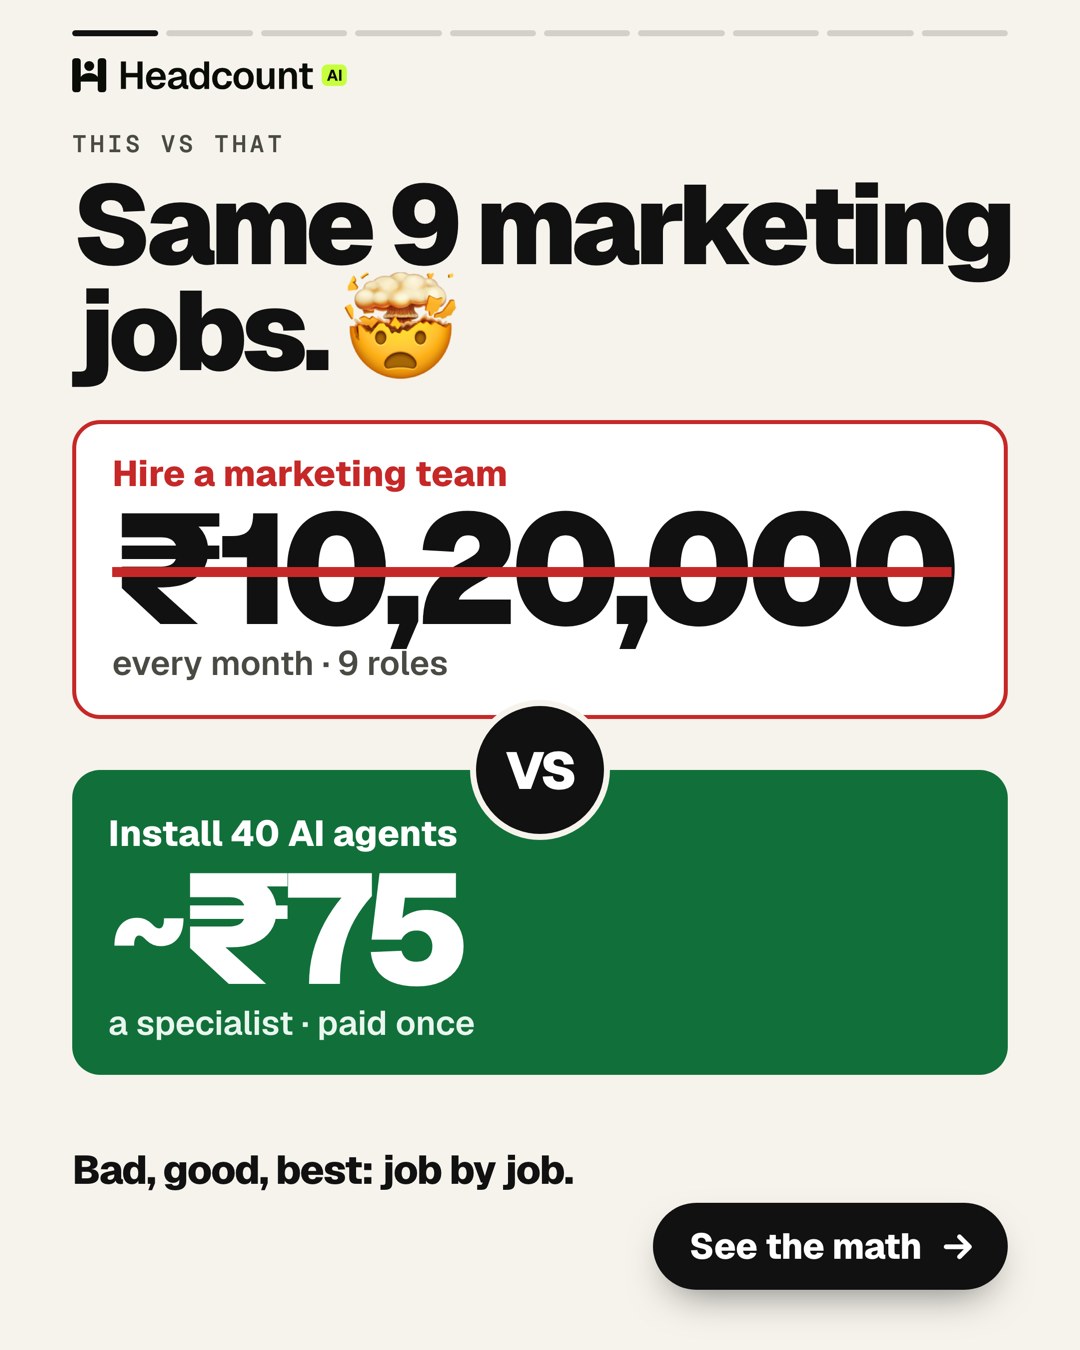 Headcount AI
THIS VS THAT
Same 9 marketing
jobs. 🤯
Hire a marketing team
₹10,20,000
every month · 9 roles
VS
Install 40 AI agents
~₹75
a specialist · paid once
Bad, good, best: job by job.
See the math →